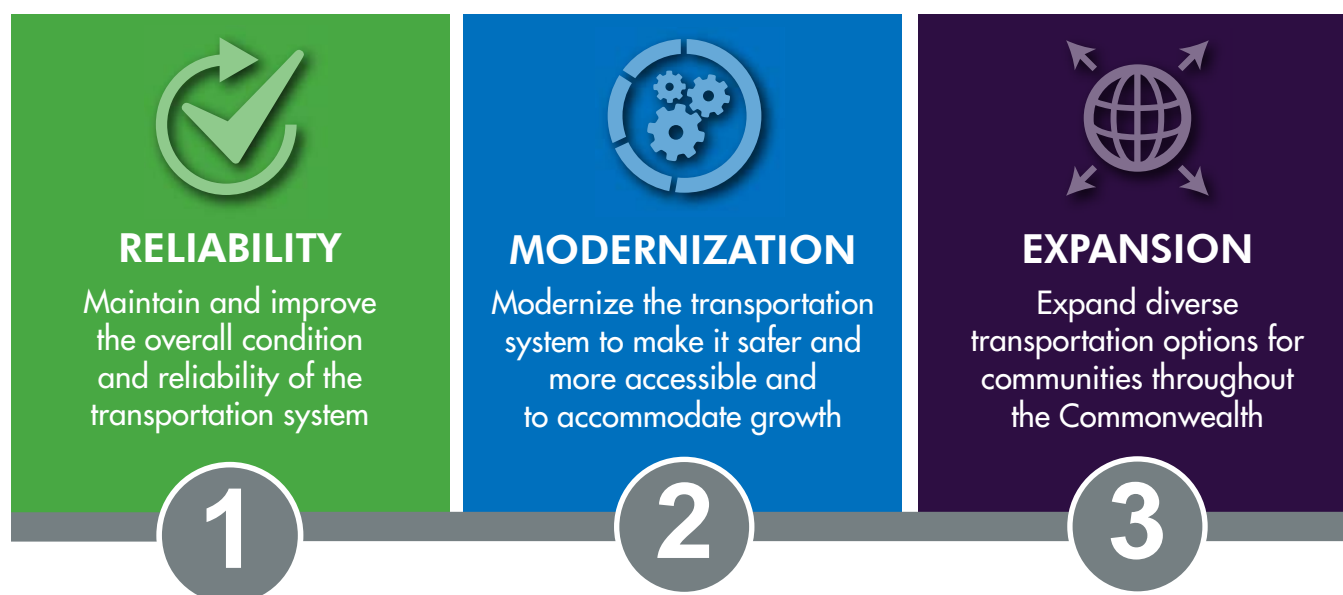 RELIABILITY
Maintain and improve
the overall condition
and reliability of the
transportation system
1
MODERNIZATION
Modernize the transportation
system to make it safer and
more accessible and
to accommodate growth
2
EXPANSION
Expand diverse
transportation options for
communities throughout
the Commonwealth
3